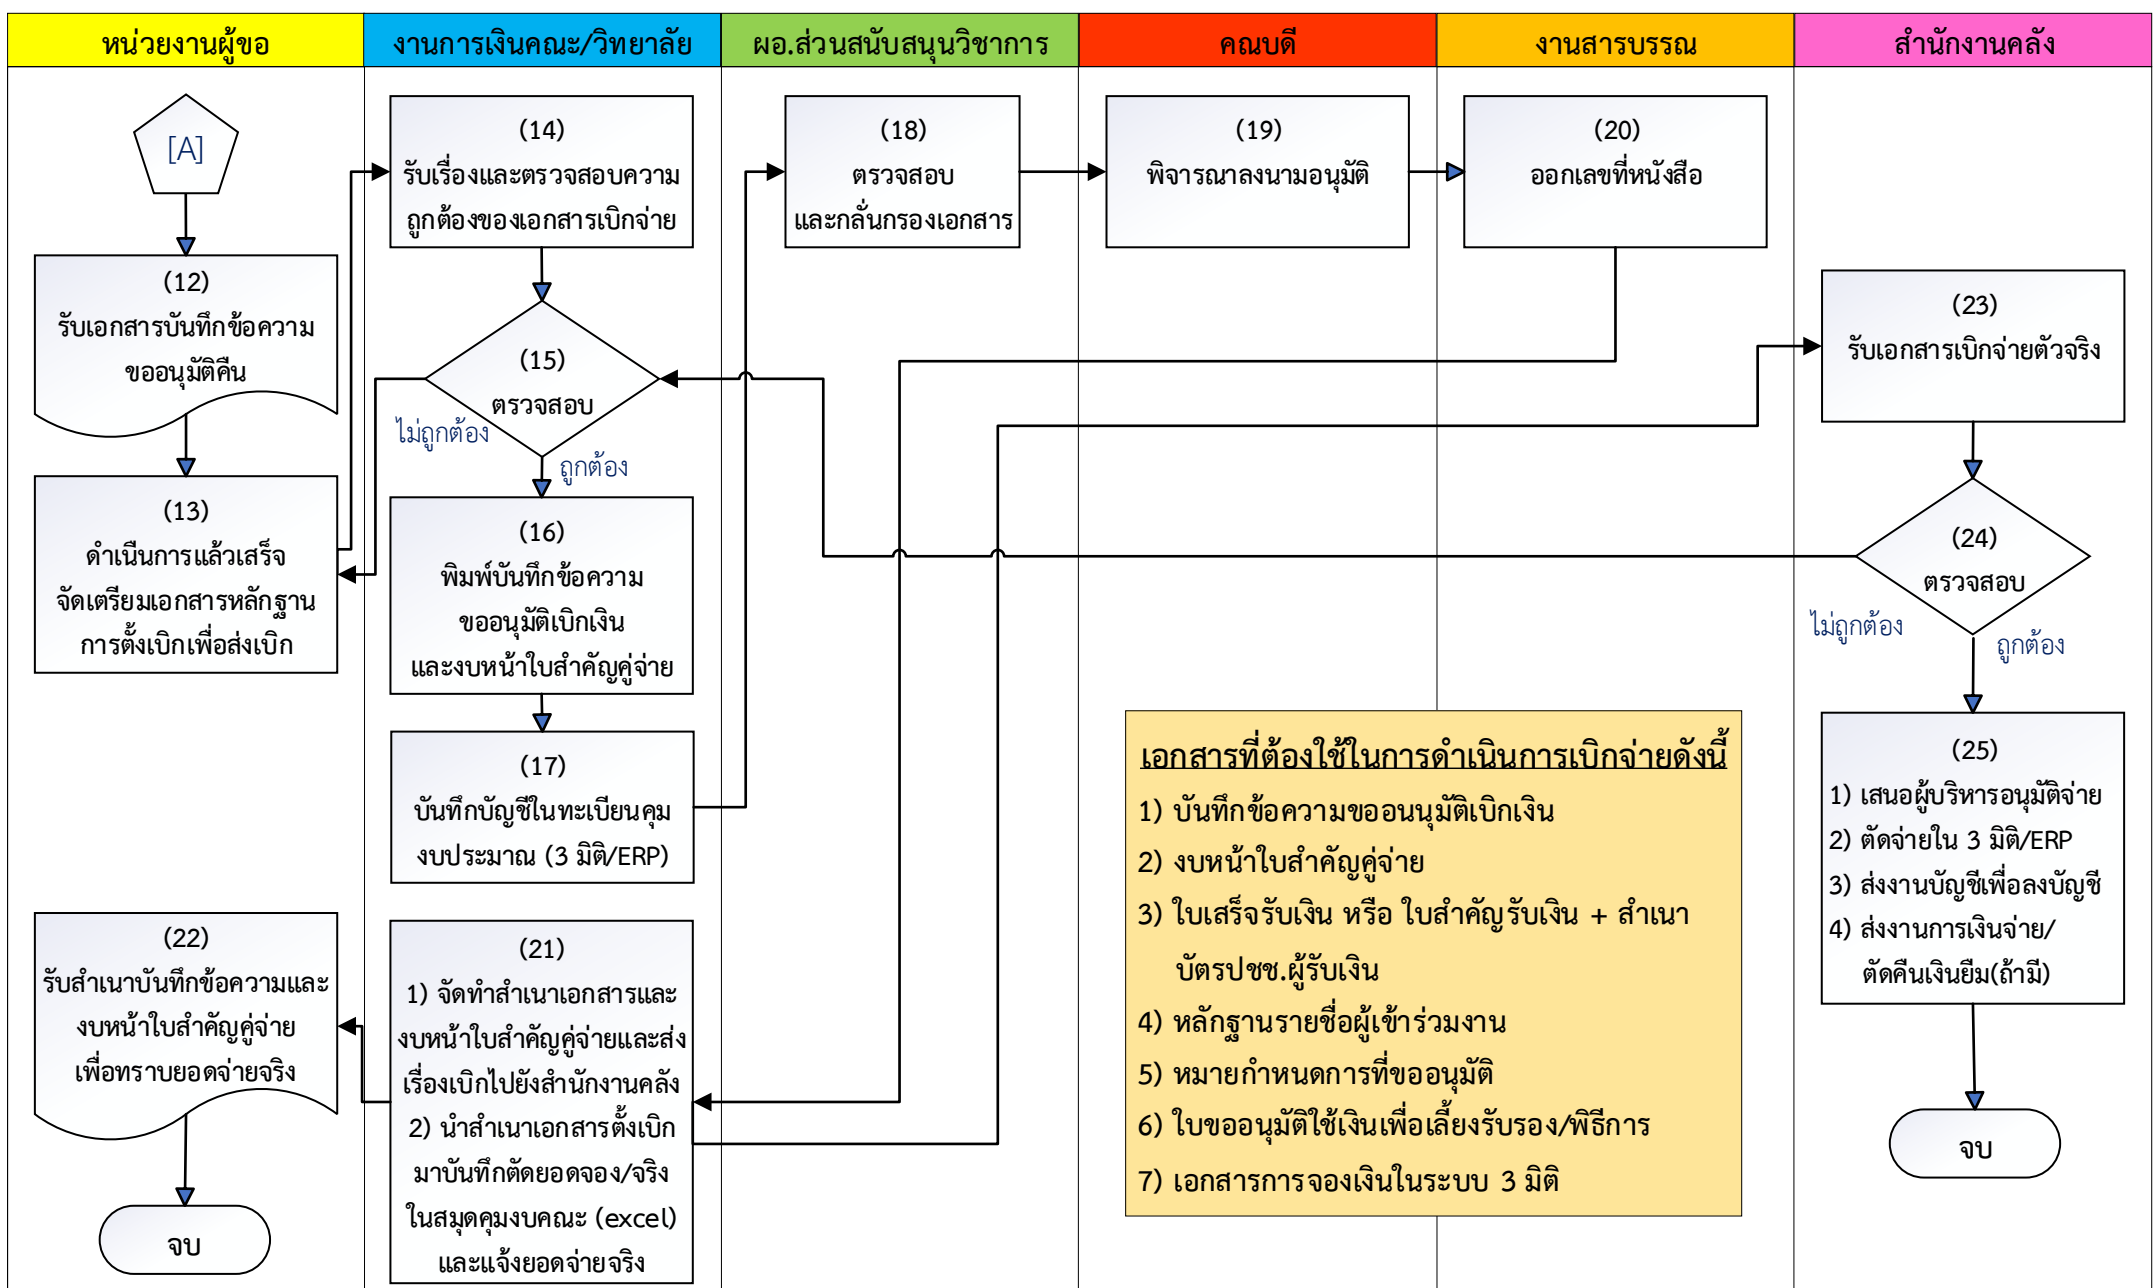 หน่วยงานผู้ขอ
งานการเงินคณะ/วิทยาลัย
ผอ.ส่วนสนับสนุนวิชาการ
คณบดี
งานสารบรรณ
สำนักงานคลัง
[A]
(12)
รับเอกสารบันทึกข้อความ
ขออนุมัติคืน
(13)
ดำเนินการแล้วเสร็จ
จัดเตรียมเอกสารหลักฐาน
การตั้งเบิกเพื่อส่งเบิก
(14)
รับเรื่องและตรวจสอบความ
ถูกต้องของเอกสารเบิกจ่าย
(15)
ตรวจสอบ
ไม่ถูกต้อง
ถูกต้อง
(16)
พิมพ์บันทึกข้อความ
ขออนุมัติเบิกเงิน
และงบหน้าใบสำคัญคู่จ่าย
(17)
บันทึกบัญชีในทะเบียนคุม
งบประมาณ (3 มิติ/ERP)
(18)
ตรวจสอบ
และกลั่นกรองเอกสาร
(19)
พิจารณาลงนามอนุมัติ
(20)
ออกเลขที่หนังสือ
(21)
1) จัดทำสำเนาเอกสารและ
งบหน้าใบสำคัญคู่จ่ายและส่ง
เรื่องเบิกไปยังสำนักงานคลัง
2) นำสำเนาเอกสารตั้งเบิก
มาบันทึกตัดยอดจอง/จริง
ในสมุดคุมงบคณะ (excel)
และแจ้งยอดจ่ายจริง
(22)
รับสำเนาบันทึกข้อความและ
งบหน้าใบสำคัญคู่จ่าย
เพื่อทราบยอดจ่ายจริง
จบ
(23)
รับเอกสารเบิกจ่ายตัวจริง
(24)
ตรวจสอบ
ไม่ถูกต้อง
ถูกต้อง
(25)
1) เสนอผู้บริหารอนุมัติจ่าย
2) ตัดจ่ายใน 3 มิติ/ERP
3) ส่งงานบัญชีเพื่อลงบัญชี
4) ส่งงานการเงินจ่าย/
ตัดคืนเงินยืม(ถ้ามี)
จบ
เอกสารที่ต้องใช้ในการดำเนินการเบิกจ่ายดังนี้
1) บันทึกข้อความขออนนุมัติเบิกเงิน
2) งบหน้าใบสำคัญคู่จ่าย
3) ใบเสร็จรับเงิน หรือ ใบสำคัญรับเงิน + สำเนา
บัตรปชช.ผู้รับเงิน
4) หลักฐานรายชื่อผู้เข้าร่วมงาน
5) หมายกำหนดการที่ขออนุมัติ
6) ใบขออนุมัติใช้เงินเพื่อเลี้ยงรับรอง/พิธีการ
7) เอกสารการจองเงินในระบบ 3 มิติ